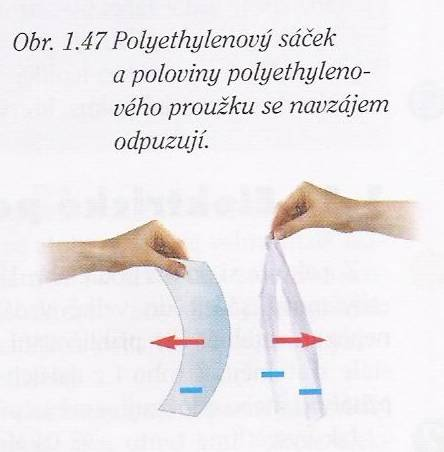 Obr. 1.47 Polyethylenový sáček
a poloviny polyethyleno-
vého proužku se navzájem
odpuzují.